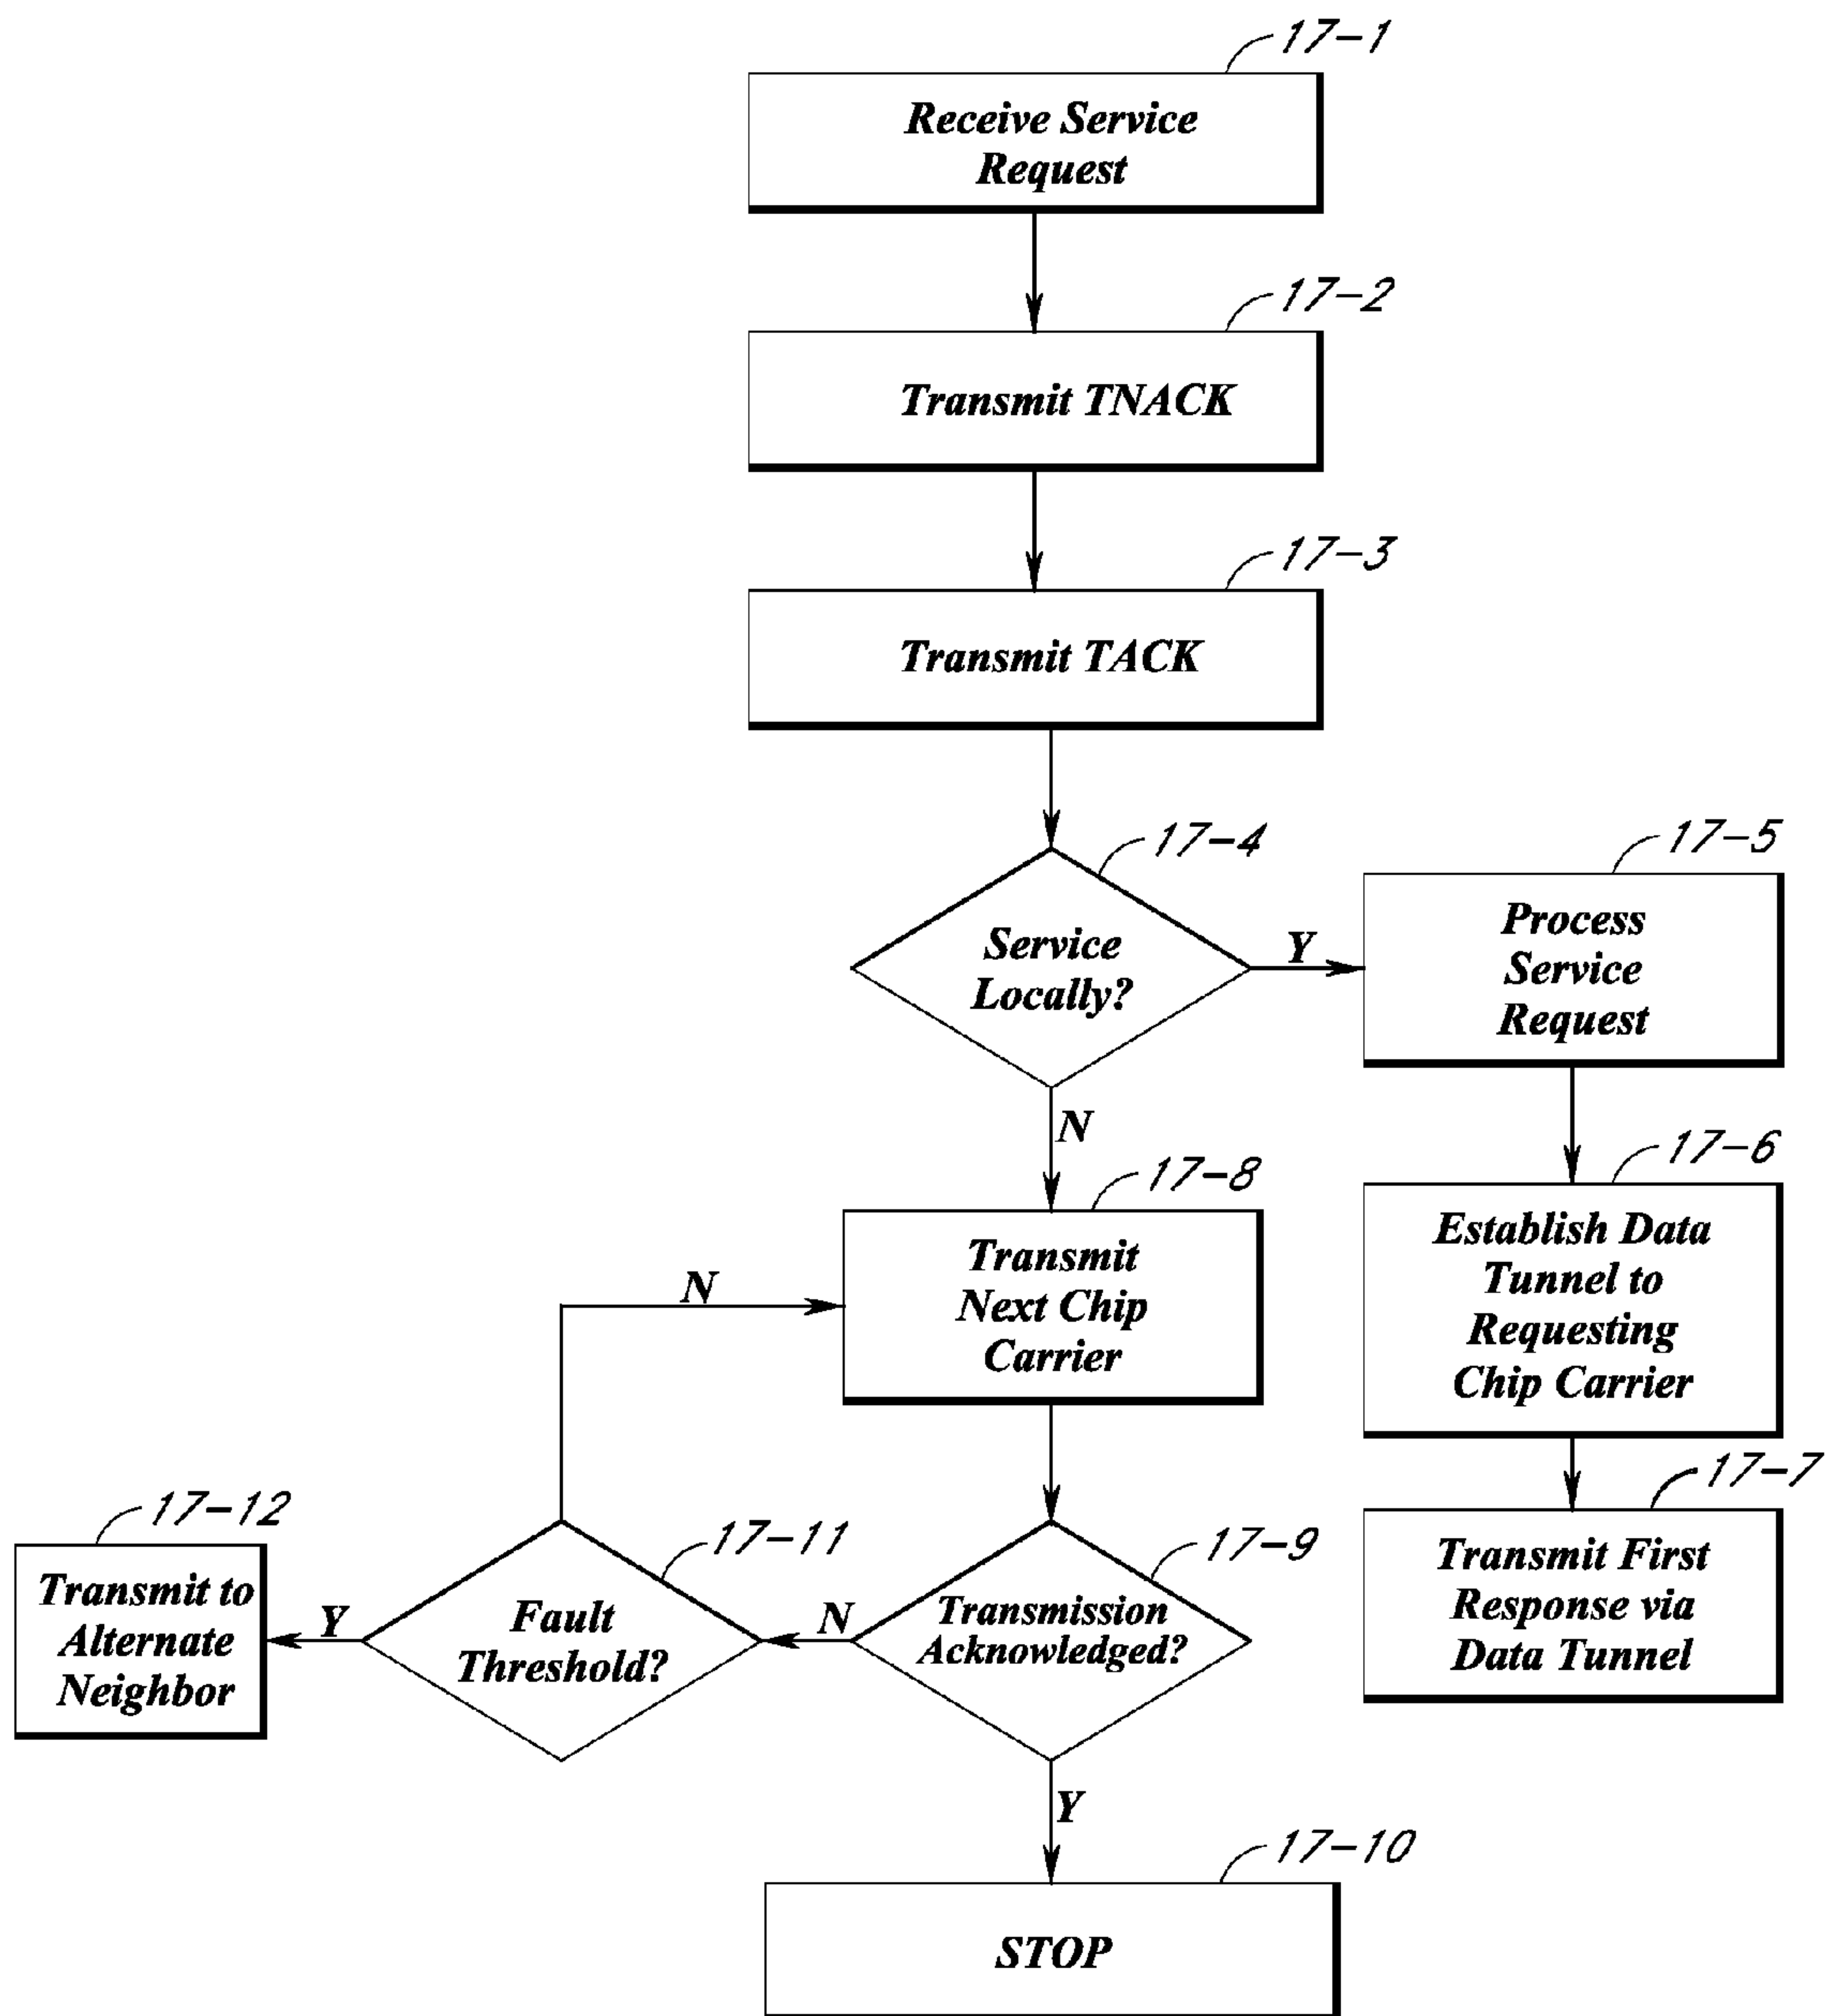 17-1
Receive Service
Request
17-2
Transmit TNACK
17-3
Transmit TACK
17-4
Service
Locally?
Y
N
17-5
Process
Service
Request
17-6
Establish Data
Tunnel to
Requesting
Chip Carrier
17-7
Transmit First
Response via
Data Tunnel
17-8
Transmit
Next Chip
Carrier
N
17-9
Transmission
Acknowledged?
N
Y
17-11
Fault
Threshold?
Y
17-12
Transmit to
Alternate
Neighbor
17-10
STOP